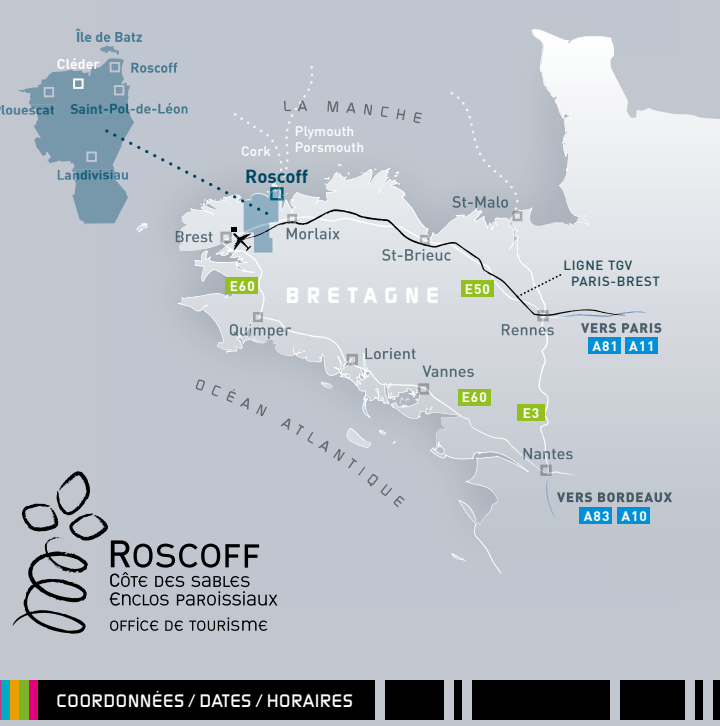 Île de Batz
Cléder
Roscoff
Plouescat
Saint-Pol-de-Léon
Landivisiau
LA MANCHE
Plymouth
Porsmouth
Cork
Roscoff
St-Malo
Brest
Morlaix
St-Brieuc
LIGNE TGV
PARIS-BREST
E60
BRETAGNE
E50
Quimper
Rennes
VERS PARIS
A81 A11
Lorient
Vannes
E60
E3
OCÉAN ATLANTIQUE
Nantes
VERS BORDEAUX
A83 A10
ROSCOFF
CÔTE DES SABLES
ENCLOS PAROISSIAUX
OFFICE DE TOURISME
COORDONNÉES / DATES / HORAIRES